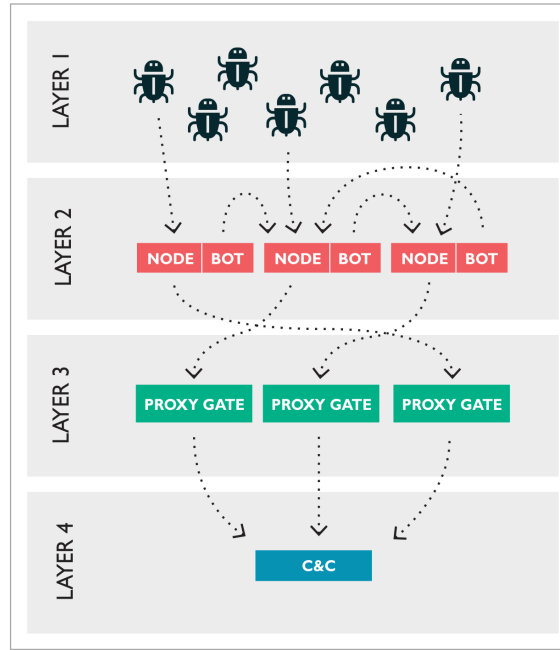 LAYER 1
LAYER 2
NODE BOT NODE BOT NODE BOT
LAYER 3
PROXY GATE PROXY GATE PROXY GATE
LAYER 4
C&C